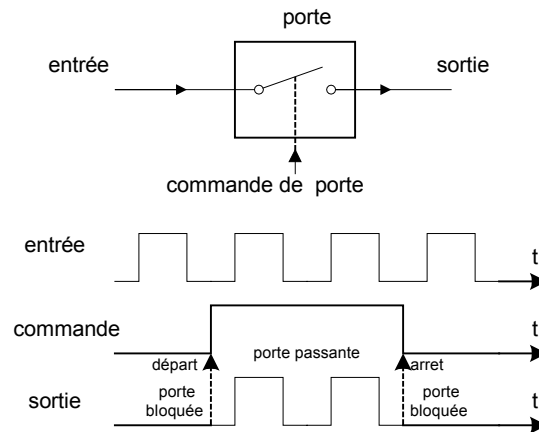 porte
entrée
sortie
commande de porte
entrée
t
commande
t
départ
porte passante
arret
sortie
porte
bloquée
porte
bloquée
t